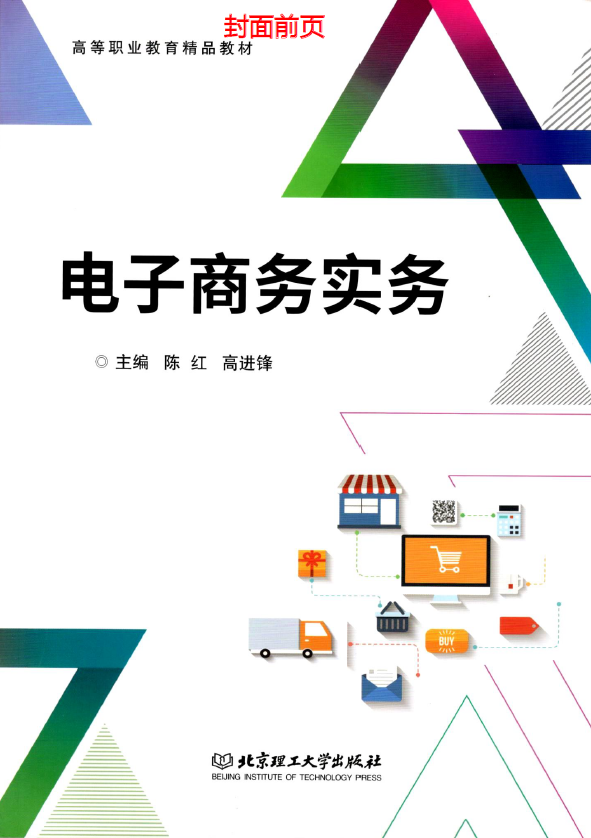 封面前页
高等职业教育精品教材
电子商务实务
◎ 主编 陈 红 高进锋
BUY
北京理工大学出版社
BEIJING INSTITUTE OF TECHNOLOGY PRESS